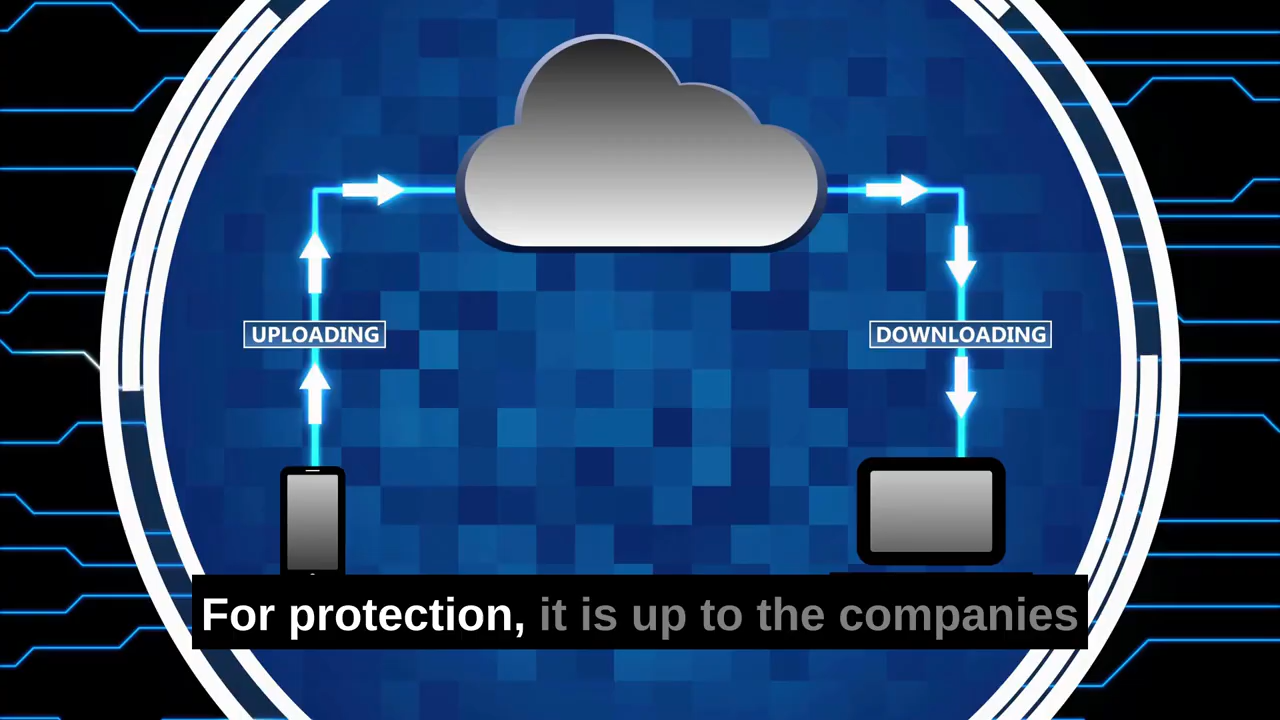 UPLOADING
DOWNLOADING
For protection, it is up to the companies